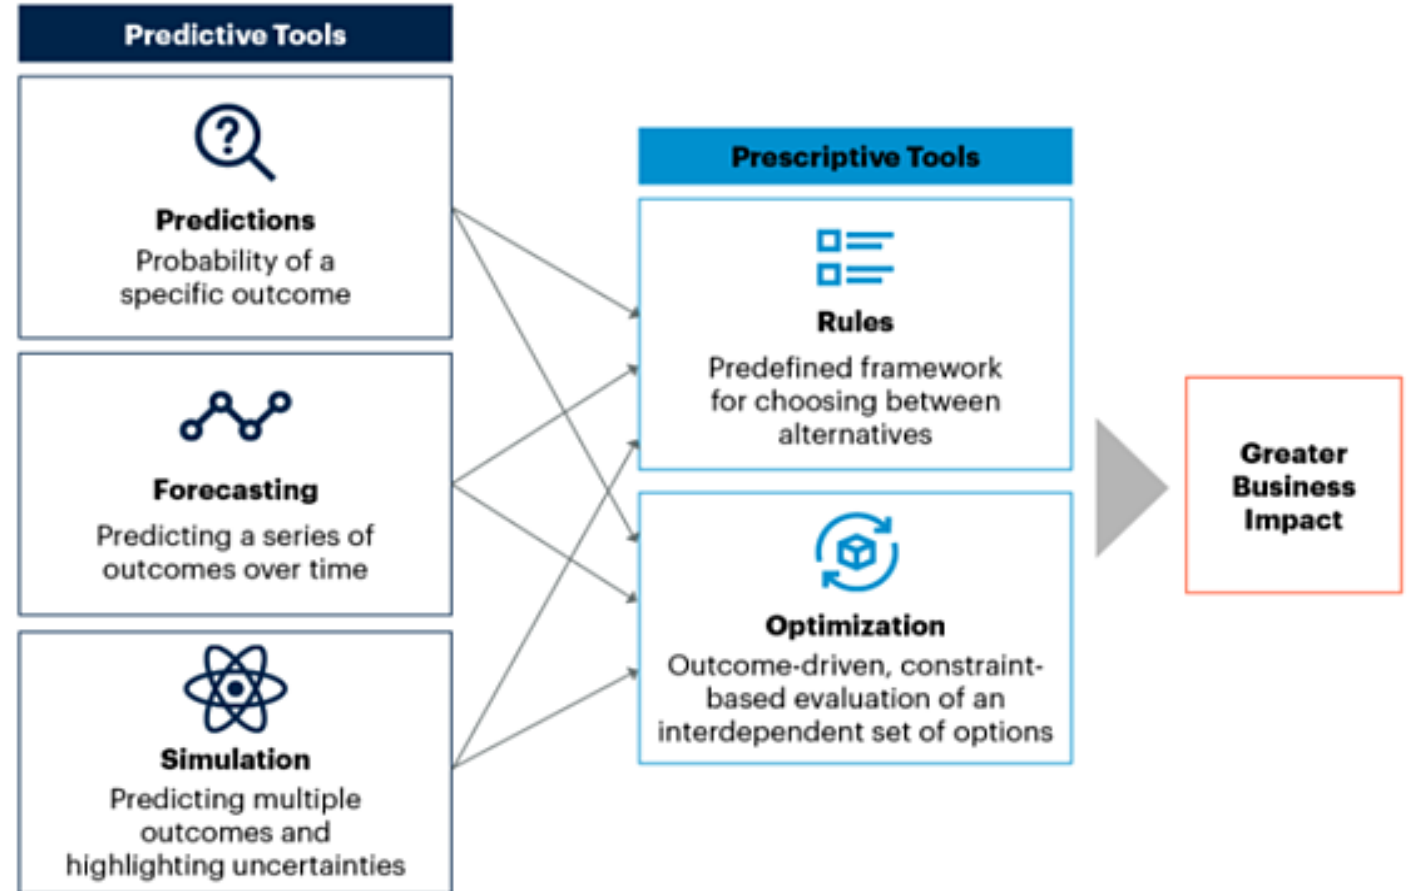 Predictive Tools
?
Predictions
Probability of a
specific outcome
Forecasting
Predicting a series of
outcomes over time
Simulation
Predicting multiple
outcomes and
highlighting uncertainties
Prescriptive Tools
Rules
Predefined framework
for choosing between
alternatives
Optimization
Outcome-driven, constraint-
based evaluation of an
interdependent set of options
Greater
Business
Impact